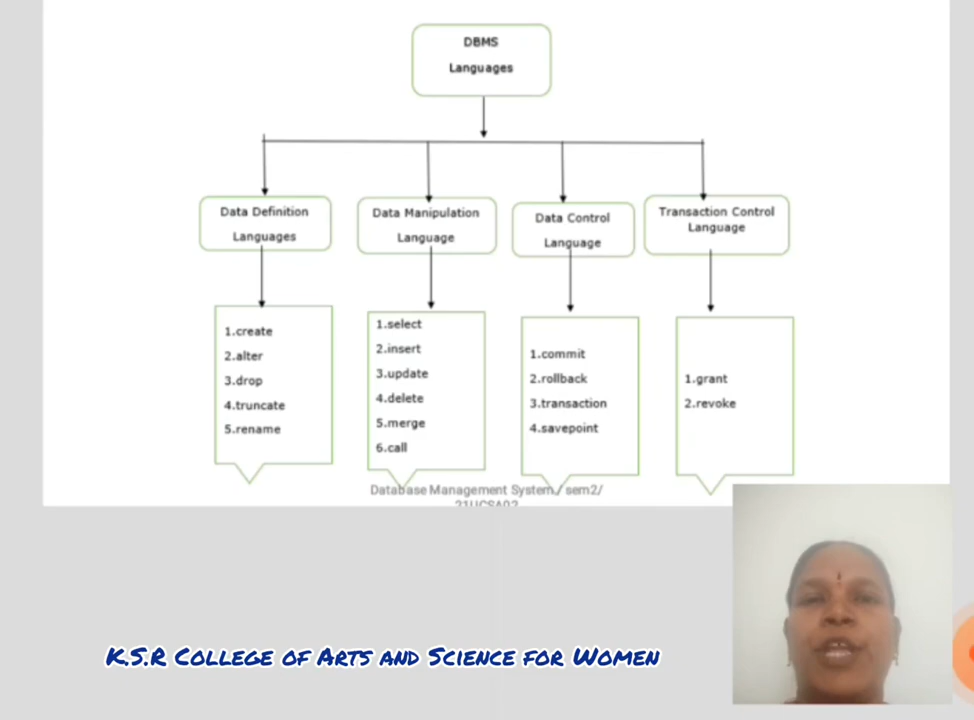 DBMS
Languages
Data Definition
Languages
Data Manipulation
Language
Data Control
Language
Transaction Control
Language
1.create
2.alter
3.drop
4.truncate
5.rename
1.select
2.insert
3.update
4.delete
5.merge
6.call
1.commit
2.rollback
3.transaction
4.savepoint
1.grant
2.revoke
Database Management System / sem2/
21UCSA02
K.S.R College of Arts and Science for Women